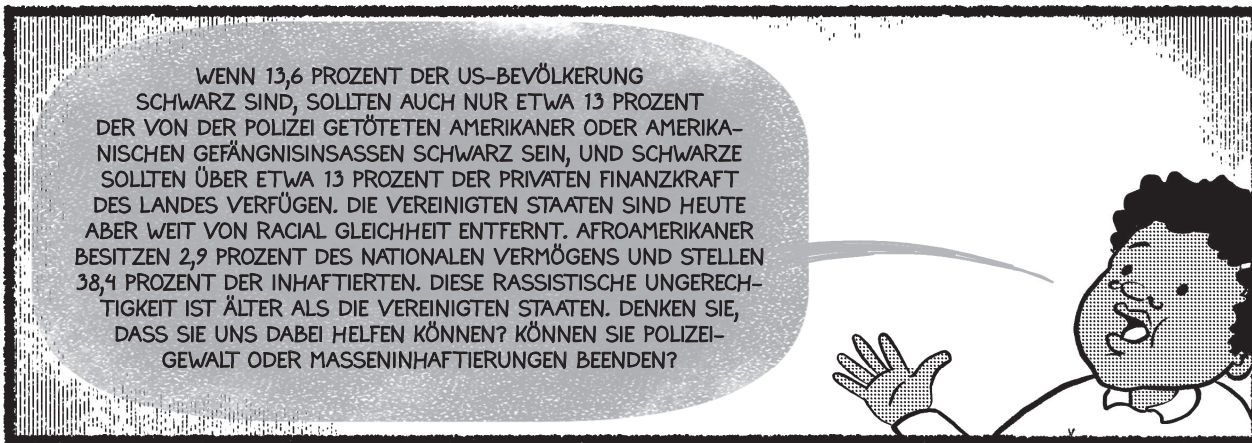 WENN 13,6 PROZENT DER US-BEVÖLKERUNG
SCHWARZ SIND, SOLLTEN AUCH NUR ETWA 13 PROZENT
DER VON DER POLIZEI GETÖTETEN AMERIKANER ODER AMERIKA-
NISCHEN GEFÄNGNISINSASSEN SCHWARZ SEIN, UND SCHWARZE
SOLLTEN ÜBER ETWA 13 PROZENT DER PRIVATEN FINANZKRAFT
DES LANDES VERFÜGEN. DIE VEREINIGTEN STAATEN SIND HEUTE
ABER WEIT VON RACIAL GLEICHHEIT ENTFERNT. AFROAMERIKANER
BESITZEN 2,9 PROZENT DES NATIONALEN VERMÖGENS UND STELLEN
38,4 PROZENT DER INHAFTIERTEN. DIESE RASSISTISCHE UNGERECH-
TIGKEIT IST ÄLTER ALS DIE VEREINIGTEN STAATEN. DENKEN SIE,
DASS SIE UNS DABEI HELFEN KÖNNEN? KÖNNEN SIE POLIZEI-
GEWALT ODER MASSENINHAFTIERUNGEN BEENDEN?